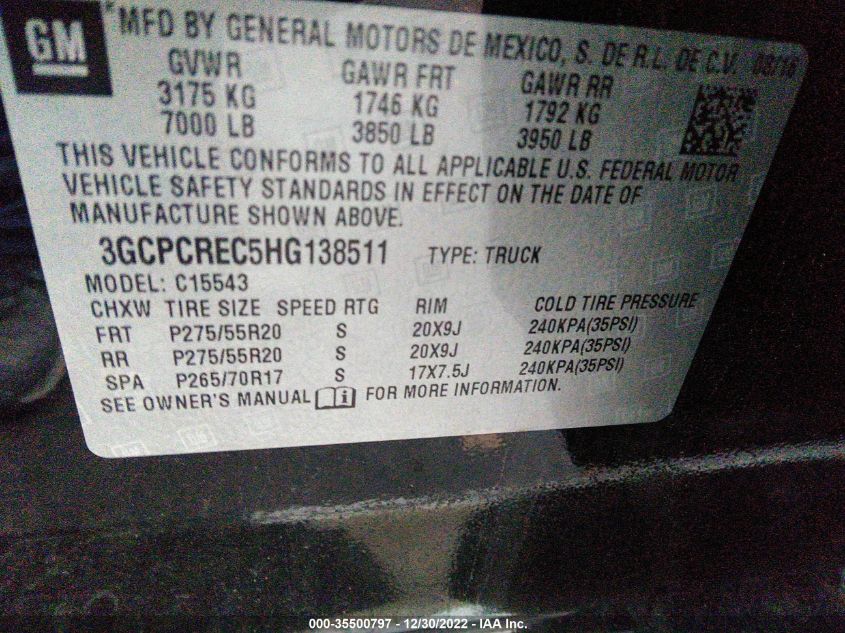 GM
*MFD BY GENERAL MOTORS DE MEXICO, S. DE R.L. DE C.V. 08/16
GVWR GAWR FRT GAWR RR
3175 KG 1746 KG 1792 KG
7000 LB 3850 LB 3950 LB
THIS VEHICLE CONFORMS TO ALL APPLICABLE U.S. FEDERAL MOTOR
VEHICLE SAFETY STANDARDS IN EFFECT ON THE DATE OF
MANUFACTURE SHOWN ABOVE.
3GCPCREC5HG138511 TYPE: TRUCK
MODEL: C15543
CHXW TIRE SIZE SPEED RTG RIM COLD TIRE PRESSURE
FRT P275/55R20 S 20X9J 240KPA(35PSI)
RR P275/55R20 S 20X9J 240KPA(35PSI)
SPA P265/70R17 S 17X7.5J 240KPA(35PSI)
SEE OWNER'S MANUAL i FOR MORE INFORMATION.
000-35500797 - 12/30/2022 - IAA Inc.